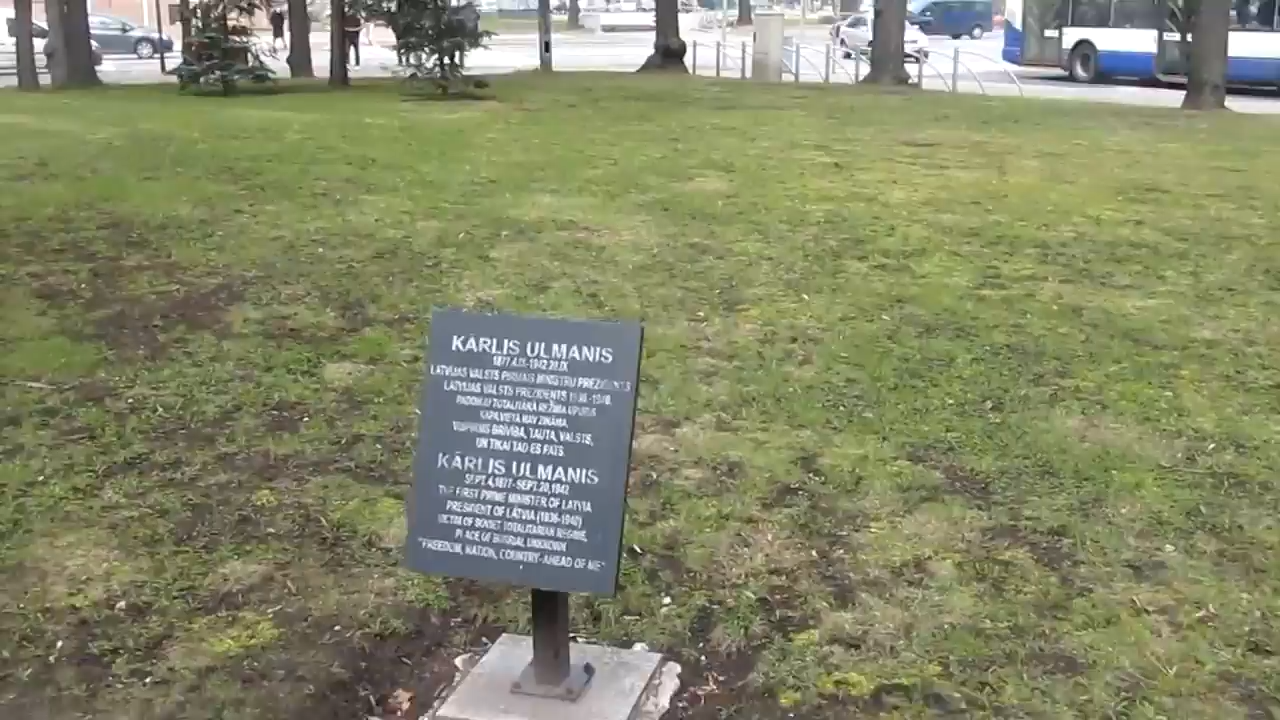 KĀRLIS ULMANIS
1877.4.IX-1942.20.IX
LATVIJAS VALSTS PIRMAIS MINISTRU PREZIDENTS
LATVIJAS VALSTS PREZIDENTS 1936.-1940.
PADOMJU TOTALITĀRĀ REŽĪMA UPURIS
KAPAVIETA NAV ZINĀMA.
BRĪVĪBA, TAUTA, VALSTS,
UN TIKAI TAD ES PATS.
KĀRLIS ULMANIS
SEPT.4,1877-SEPT.20,1942
THE FIRST PRIME MINISTER OF LATVIA
PRESIDENT OF LATVIA (1936-1940)
VICTIM OF SOVIET TOTALITARIAN REGIME,
PLACE OF BURIAL UNKNOWN
"FREEDOM, NATION, COUNTRY-AHEAD OF ME"